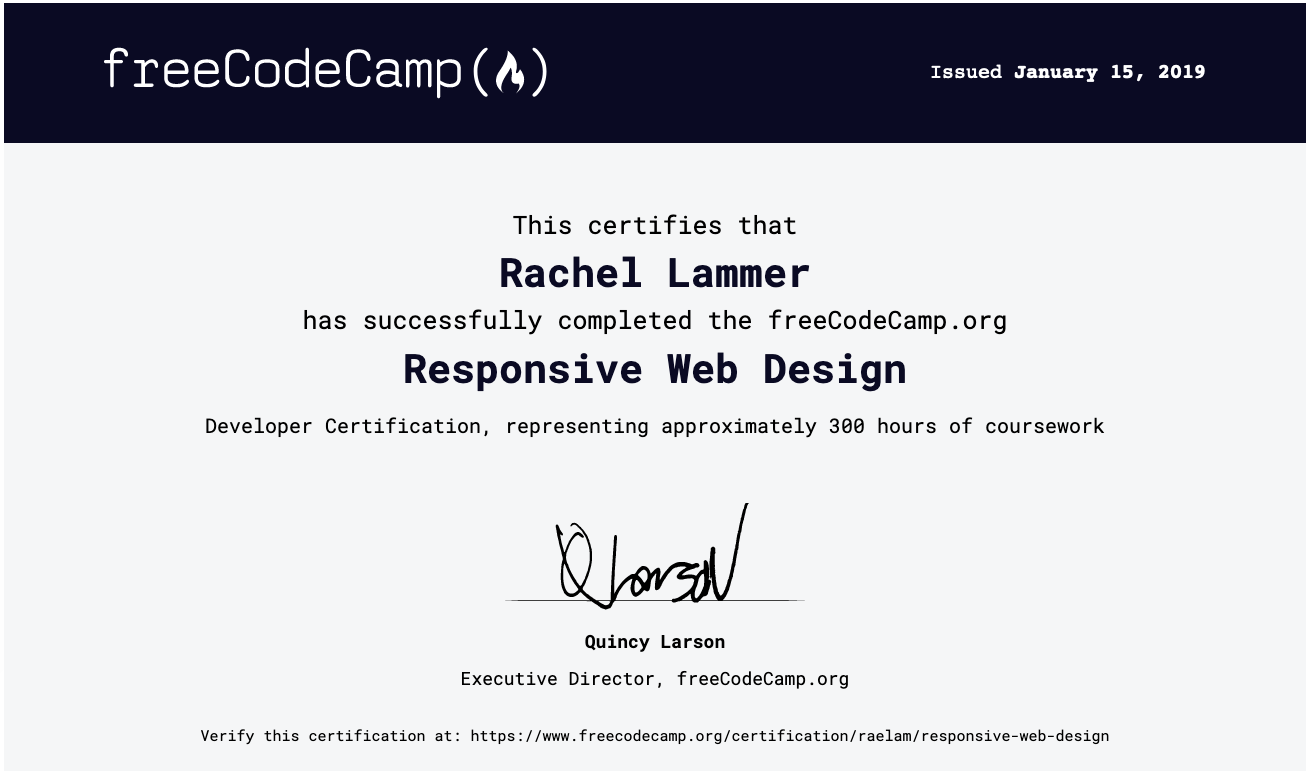 freeCodeCamp(🔥)
Issued January 15, 2019
This certifies that
Rachel Lammer
has successfully completed the freeCodeCamp.org
Responsive Web Design
Developer Certification, representing approximately 300 hours of coursework
Q Larson
Quincy Larson
Executive Director, freeCodeCamp.org
Verify this certification at: https://www.freecodecamp.org/certification/raelam/responsive-web-design